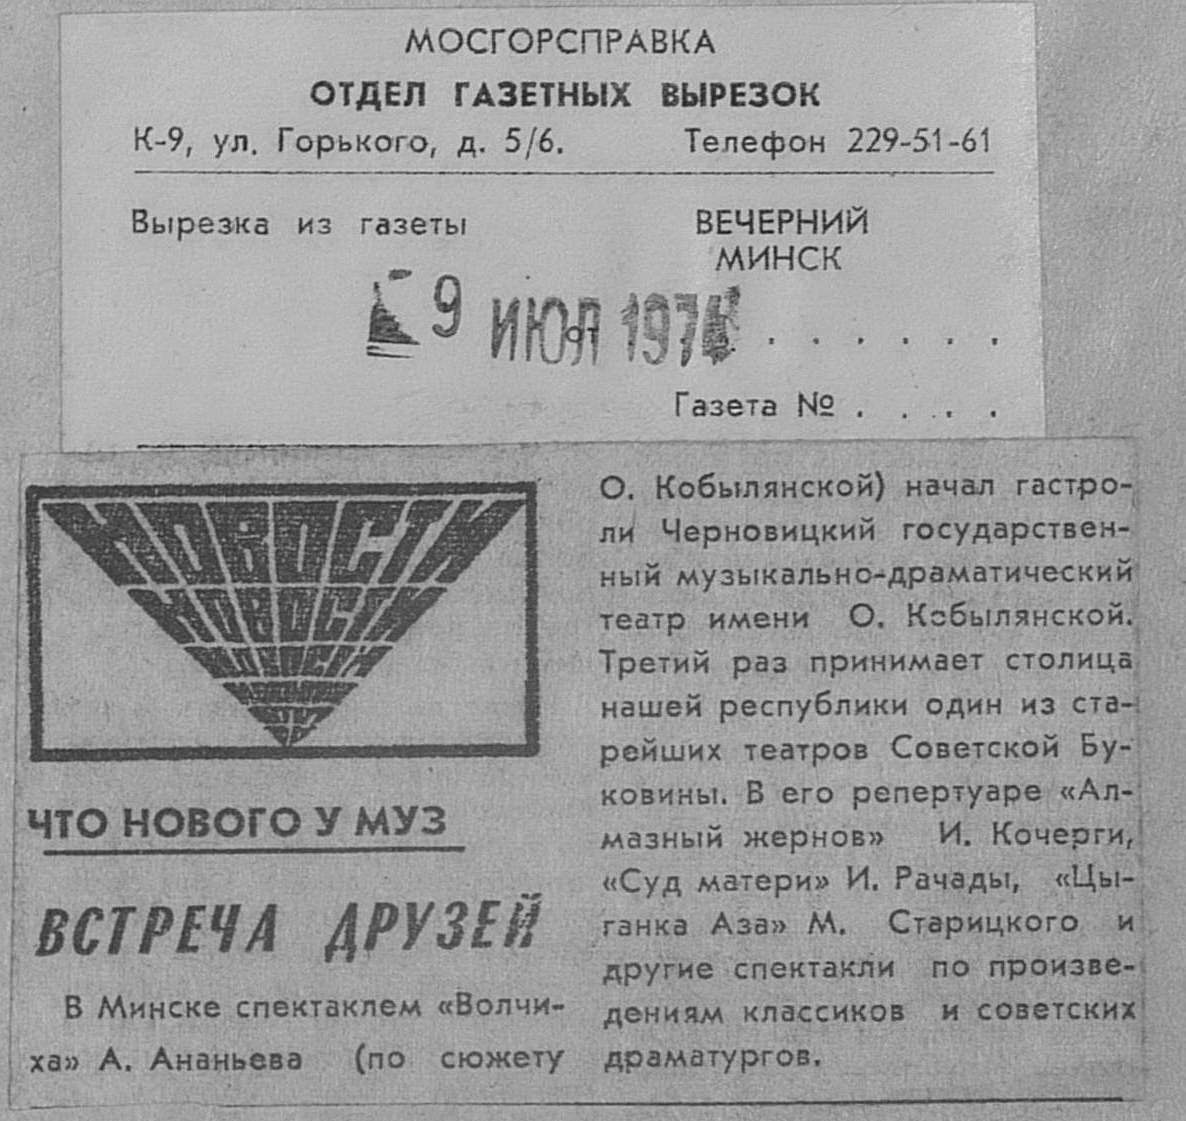 МОСГОРСПРАВКА
ОТДЕЛ ГАЗЕТНЫХ ВЫРЕЗОК
К-9, ул. Горького, д. 5/6. Телефон 229-51-61
Вырезка из газеты
ВЕЧЕРНИЙ
МИНСК
9 ИЮЛ
от . . . . . .
Газета № . . . .
НОВОСТИ
НОВОСТИ
НОВОСТИ
ЧТО НОВОГО У МУЗ
ВСТРЕЧА ДРУЗЕЙ
В Минске спектаклем «Волчи-
ха» А. Ананьева (по сюжету
О. Кобылянской) начал гастро-
ли Черновицкий государствен-
ный музыкально-драматический
театр имени О. Кобылянской.
Третий раз принимает столица
нашей республики один из ста-
рейших театров Советской Бу-
ковины. В его репертуаре «Ал-
мазный жернов» И. Кочерги,
«Суд матери» И. Рачады, «Цы-
ганка Аза» М. Старицкого и
другие спектакли по произве-
дениям классиков и советских
драматургов.